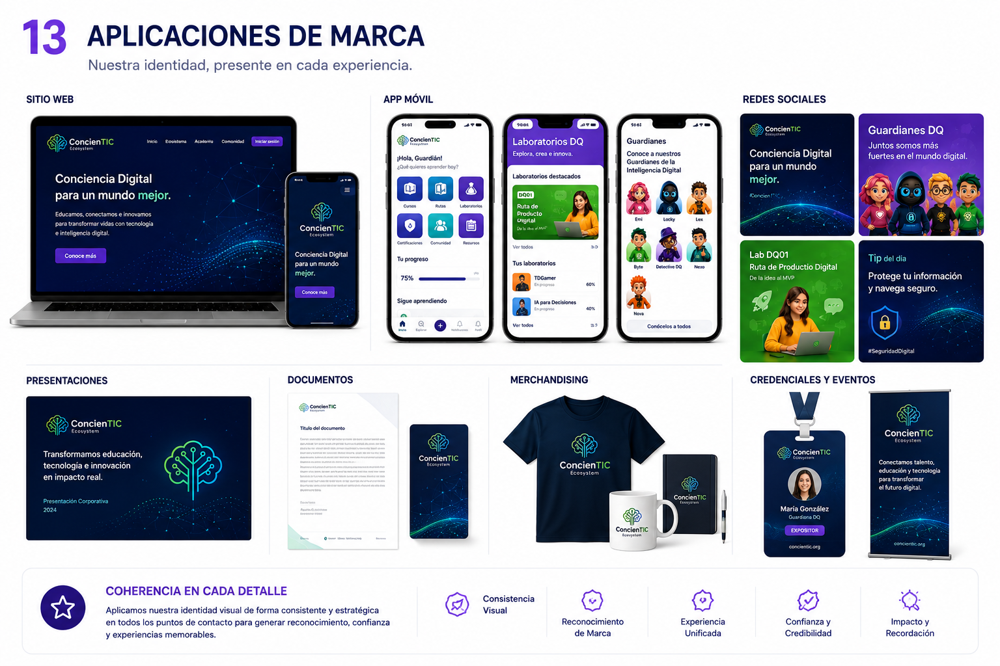 13
APLICACIONES DE MARCA
Nuestra identidad, presente en cada experiencia.
SITIO WEB
ConcienTIC
Ecosystem
Inicio
Ecosistema
Academia
Comunidad
Iniciar sesión
Conciencia Digital
para un mundo mejor.
Educamos, conectamos e innovamos
para transformar vidas con tecnología
e inteligencia digital.
Conoce más
ConcienTIC
Ecosystem
Conciencia Digital
para un mundo
mejor.
Conoce más
APP MÓVIL
ConcienTIC
Ecosystem
¡Hola, Guardián!
¿Qué quieres aprender boy?
Cursos
Rutas
Laboratorios
Certificaciones
Comunidad
Recursos
Tu progreso
75%
Sigue aprendiendo
Inicio
Explorar
Laboratorios DQ
Explora, crea e innova.
Laboratorios destacados
DQ01
Ruta de
Producto
Digital
De la idea al MVP
Ver todos
Tus laboratorios
TDGamer
En progreso
60%
IA para Decisiones
En progreso
40%
Ver todos
Guardianes
Conoce a nuestros
Guardianes de la
Inteligencia Digital
Emi
Locky
Lex
Byte
Detective DQ
Nexo
Nova
Conócelos a todos
REDES SOCIALES
ConcienTIC
Ecosystem
Conciencia Digital
para un mundo
mejor.
Guardianes DQ
Juntos somos más
fuertes en el mundo digital.
Lab DQ01
Ruta de Productio Digital
De la idea al MVP
Tip del dia
Protege tu información
y navega seguro.
#SeguridadDigital
PRESENTACIONES
ConcienTIC
Ecosystem
Transformamos educación,
tecnología e innovación
en impacto real.
Presentación Corporativa
2024
DOCUMENTOS
ConcienTIC
Ecosystem
Título del documento
ConcienTIC
Ecosystem
MERCHANDISING
ConcienTIC
Ecosystem
ConcienTIC
Ecosystem
ConcienTIC
Ecosystem
CREDENCIALES Y EVENTOS
ConcienTIC
Ecosystem
María González
Guardiana DQ
EXPOSITOR
concientic.org
ConcienTIC
Ecosystem
Conectamos talento,
educación y tecnología
para transformar
el futuro digital.
concientic.org
COHERENCIA EN CADA DETALLE
Aplicamos nuestra identidad visual de forma consistente y estratégica
en todos los puntos de contacto para generar reconocimiento, confianza
y experiencias memorables.
Consistencia
Visual
Reconocimiento
de Marca
Experiencia
Unificada
Confianza y
Credibilidad
Impacto y
Recordación